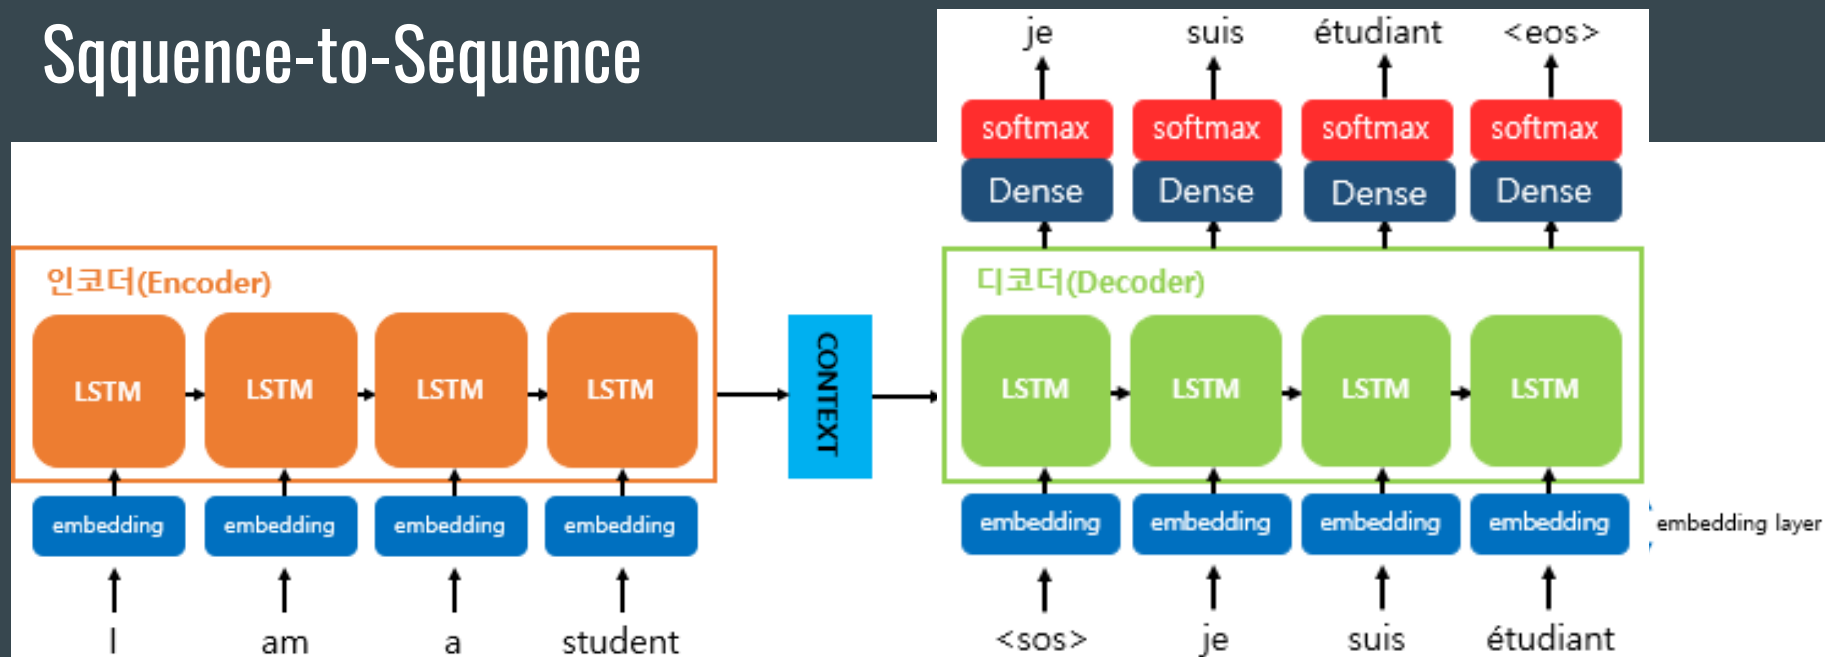 Sqquence-to-Sequence
je suis étudiant <eos>
softmax softmax softmax softmax
Dense Dense Dense Dense
인코더(Encoder)
LSTM LSTM LSTM LSTM
embedding embedding embedding embedding
I am a student
CONTEXT
디코더(Decoder)
LSTM LSTM LSTM LSTM
embedding embedding embedding embedding
embedding layer
<sos> je suis étudiant